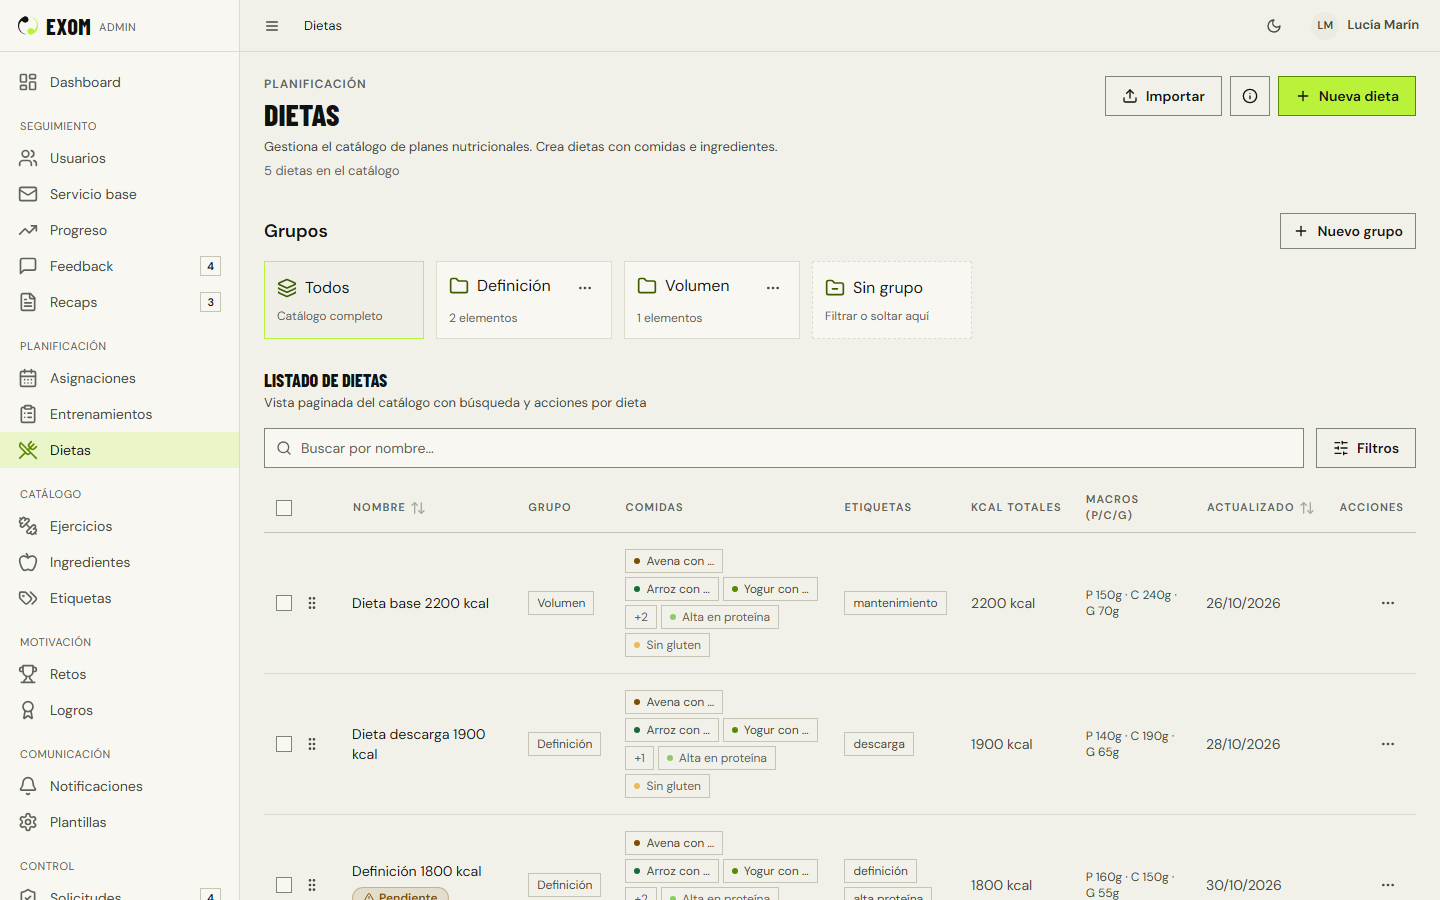 EXOM ADMIN
Dietas
LM Lucía Marín
Dashboard
SEGUIMIENTO
Usuarios
Servicio base
Progreso
Feedback 4
Recaps 3
PLANIFICACIÓN
Asignaciones
Entrenamientos
Dietas
CATÁLOGO
Ejercicios
Ingredientes
Etiquetas
MOTIVACIÓN
Retos
Logros
COMUNICACIÓN
Notificaciones
Plantillas
CONTROL
Solicitudes 4
PLANIFICACIÓN
DIETAS
Gestiona el catálogo de planes nutricionales. Crea dietas con comidas e ingredientes.
5 dietas en el catálogo
Importar
Nueva dieta
Grupos
Nuevo grupo
Todos
Catálogo completo
Definición
2 elementos
Volumen
1 elementos
Sin grupo
Filtrar o soltar aquí
LISTADO DE DIETAS
Vista paginada del catálogo con búsqueda y acciones por dieta
Buscar por nombre...
Filtros
NOMBRE GRUPO COMIDAS ETIQUETAS KCAL TOTALES MACROS (P/C/G) ACTUALIZADO ACCIONES
Dieta base 2200 kcal
Volumen
Avena con ...
Arroz con ... Yogur con ...
+2 Alta en proteína
Sin gluten
mantenimiento
2200 kcal
P 150g · C 240g ·
G 70g
26/10/2026
Dieta descarga 1900
kcal
Definición
Avena con ...
Arroz con ... Yogur con ...
+1 Alta en proteína
Sin gluten
descarga
1900 kcal
P 140g · C 190g ·
G 65g
28/10/2026
Definición 1800 kcal
Pendiente
Definición
Avena con ...
Arroz con ... Yogur con ...
+2 Alta en proteína
definición
alta proteína
1800 kcal
P 160g · C 150g ·
G 55g
30/10/2026